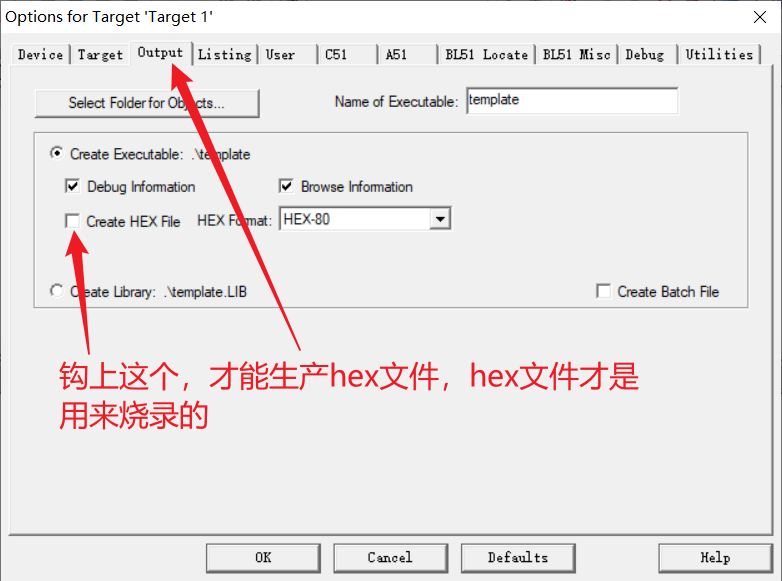 Options for Target 'Target 1'
Device Target Output Listing User C51 A51 BL51 Locate BL51 Misc Debug Utilities
Select Folder for Objects... Name of Executable: template
Create Executable: .\template
Debug Information Browse Information
Create HEX File HEX Format: HEX-80
Create Library: .\template.LIB Create Batch File
钩上这个，才能生产hex文件，hex文件才是
用来烧录的
OK Cancel Defaults Help